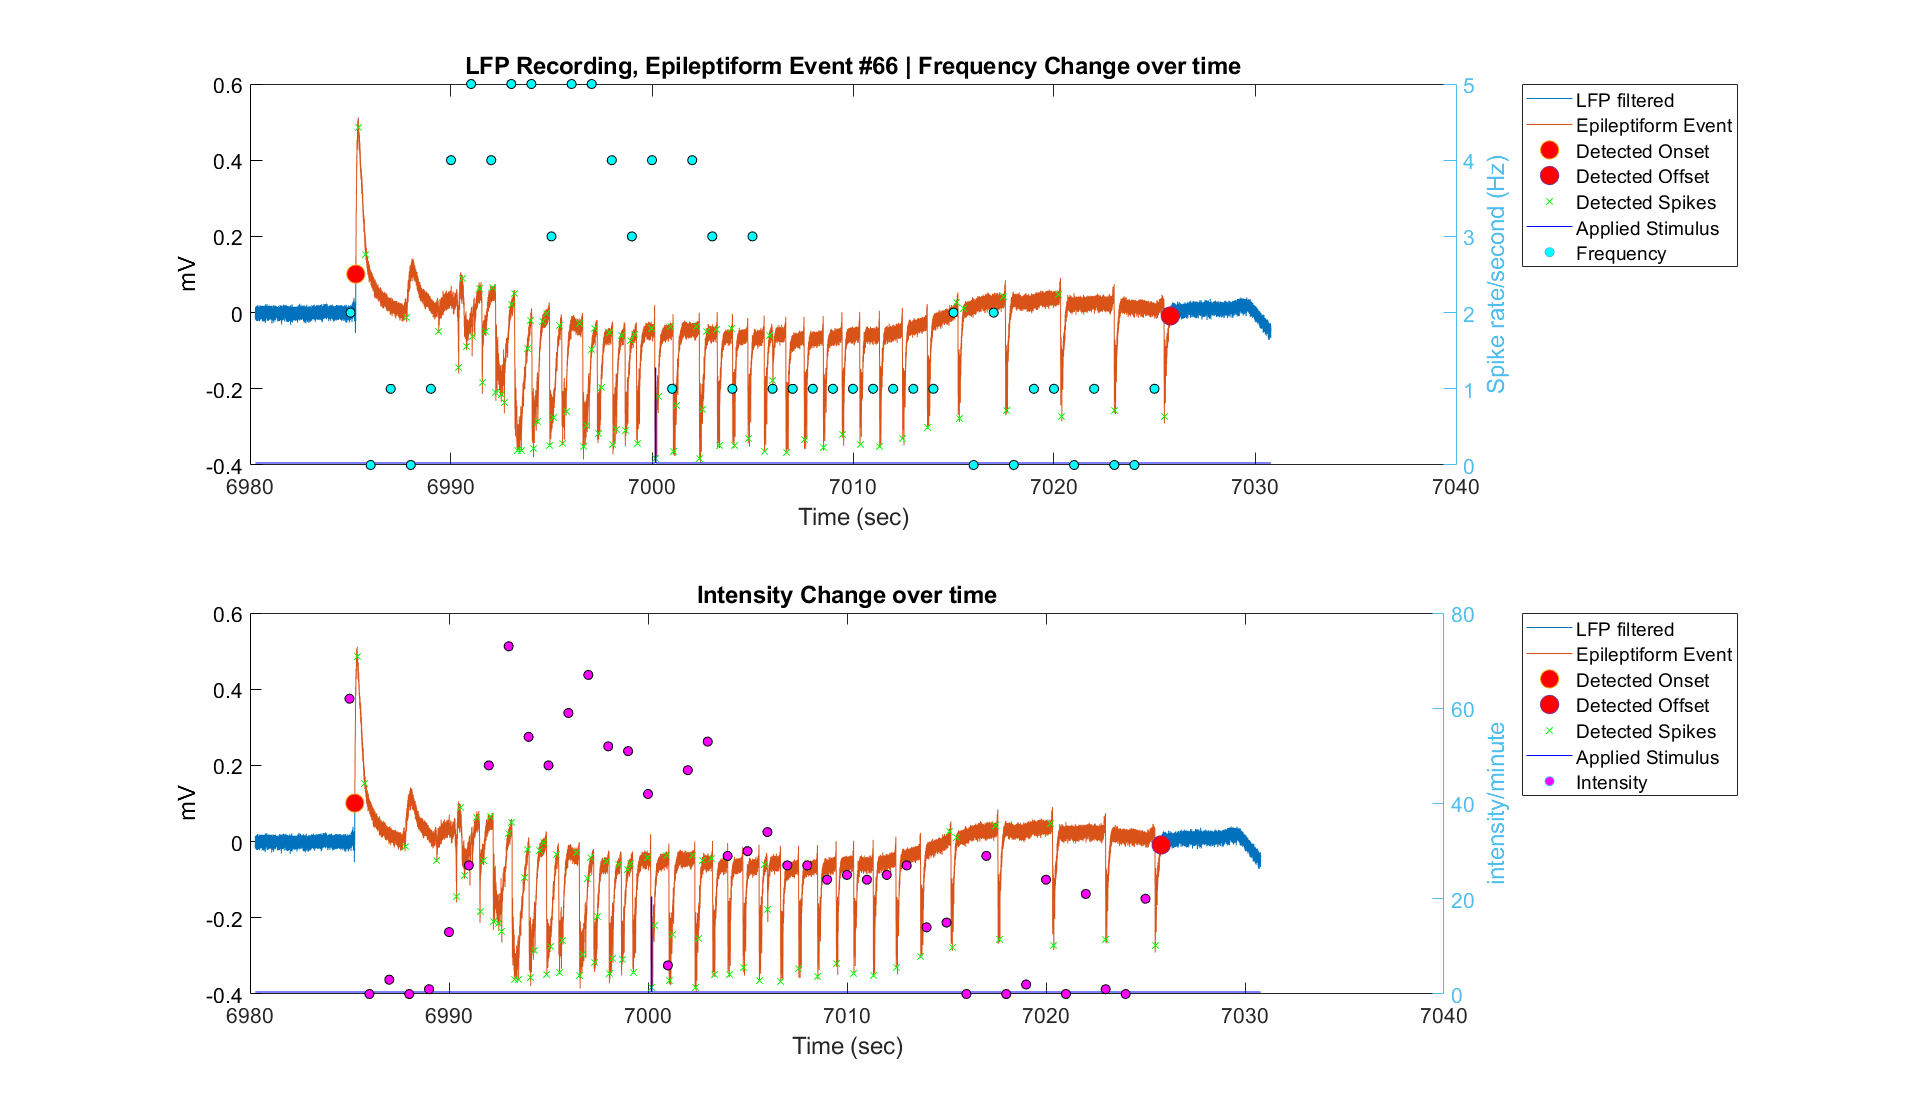 LFP Recording, Epileptiform Event #66 | Frequency Change over time
0.6
0.4
0.2
0
-0.2
-0.4
mV
6980
6990
7000
7010
7020
7030
7040
Time (sec)
5
4
3
2
1
0
Spike rate/second (Hz)
LFP filtered
Epileptiform Event
Detected Onset
Detected Offset
Detected Spikes
Applied Stimulus
Frequency
Intensity Change over time
0.6
0.4
0.2
0
-0.2
-0.4
mV
6980
6990
7000
7010
7020
7030
7040
Time (sec)
80
60
40
20
0
intensity/minute
LFP filtered
Epileptiform Event
Detected Onset
Detected Offset
Detected Spikes
Applied Stimulus
Intensity